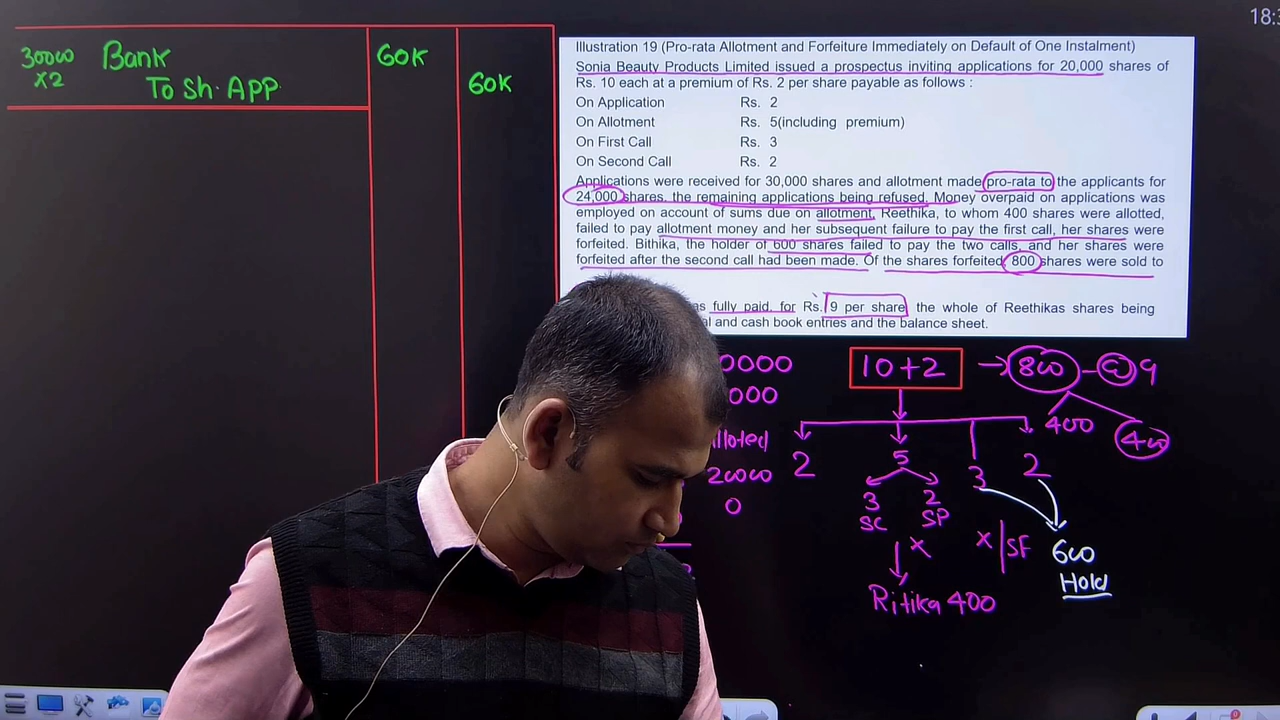 18:3
30000 Bank 60K
X2 To Sh. APP 60K
Illustration 19 (Pro-rata Allotment and Forfeiture Immediately on Default of One Instalment)
Sonia Beauty Products Limited issued a prospectus inviting applications for 20,000 shares of
Rs. 10 each at a premium of Rs. 2 per share payable as follows :
On Application Rs. 2
On Allotment Rs. 5(including premium)
On First Call Rs. 3
On Second Call Rs. 2
Applications were received for 30,000 shares and allotment made pro-rata to the applicants for
24,000 shares, the remaining applications being refused. Money overpaid on applications was
employed on account of sums due on allotment. Reethika, to whom 400 shares were allotted,
failed to pay allotment money and her subsequent failure to pay the first call, her shares were
forfeited. Bithika, the holder of 600 shares failed to pay the two calls, and her shares were
forfeited after the second call had been made. Of the shares forfeited 800 shares were sold to
as fully paid, for Rs. 9 per share, the whole of Reethikas shares being
and cash book entries and the balance sheet.
0000 10+2 → 800 - @ 9
000
400 400
lloted
20000
0
2 5 3 2
3 2
SC SP
X X SF 600
Hold
Ritika 400